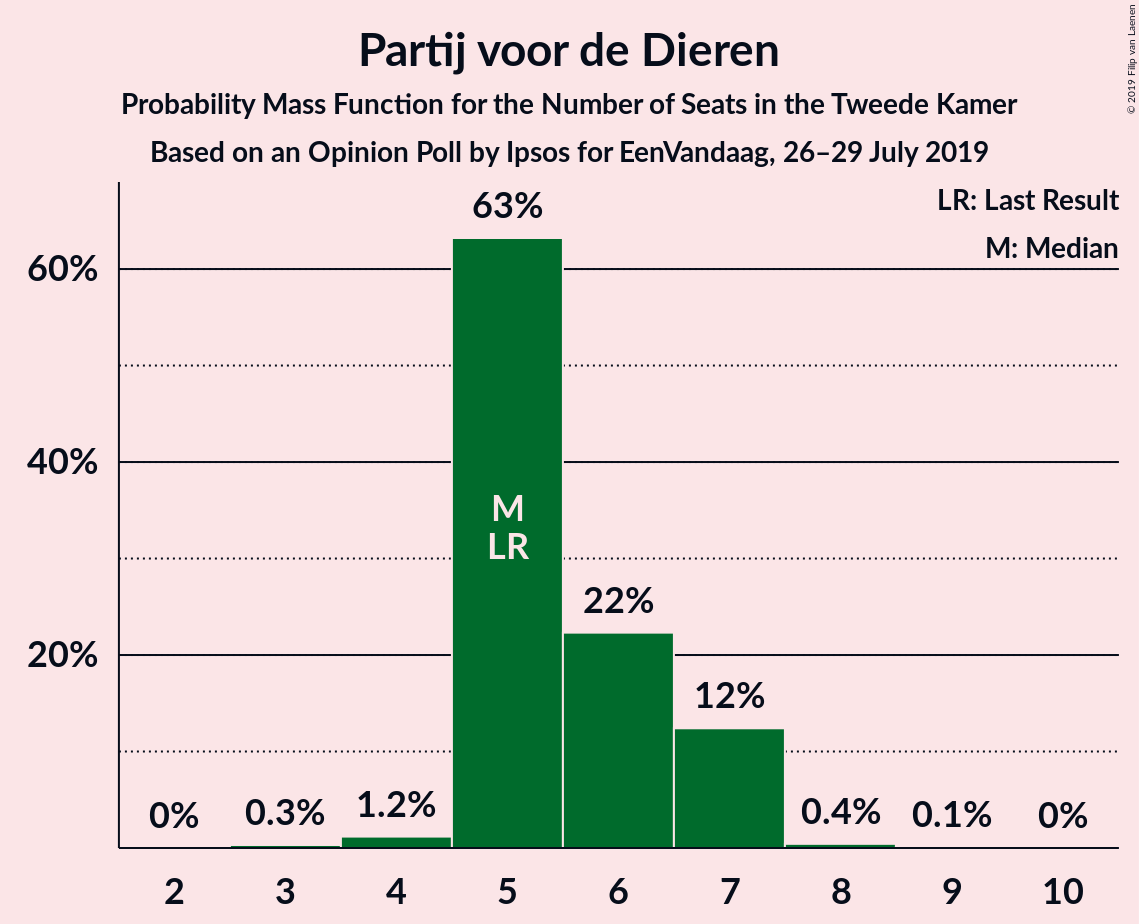 Partij voor de Dieren
Probability Mass Function for the Number of Seats in the Tweede Kamer
Based on an Opinion Poll by Ipsos for EenVandaag, 26–29 July 2019
© 2019 Filip van Laenen
LR: Last Result
M: Median
63%
60%
40%
20%
M
LR
22%
12%
0%
0.3%
1.2%
0.4%
0.1%
0%
2 3 4 5 6 7 8 9 10